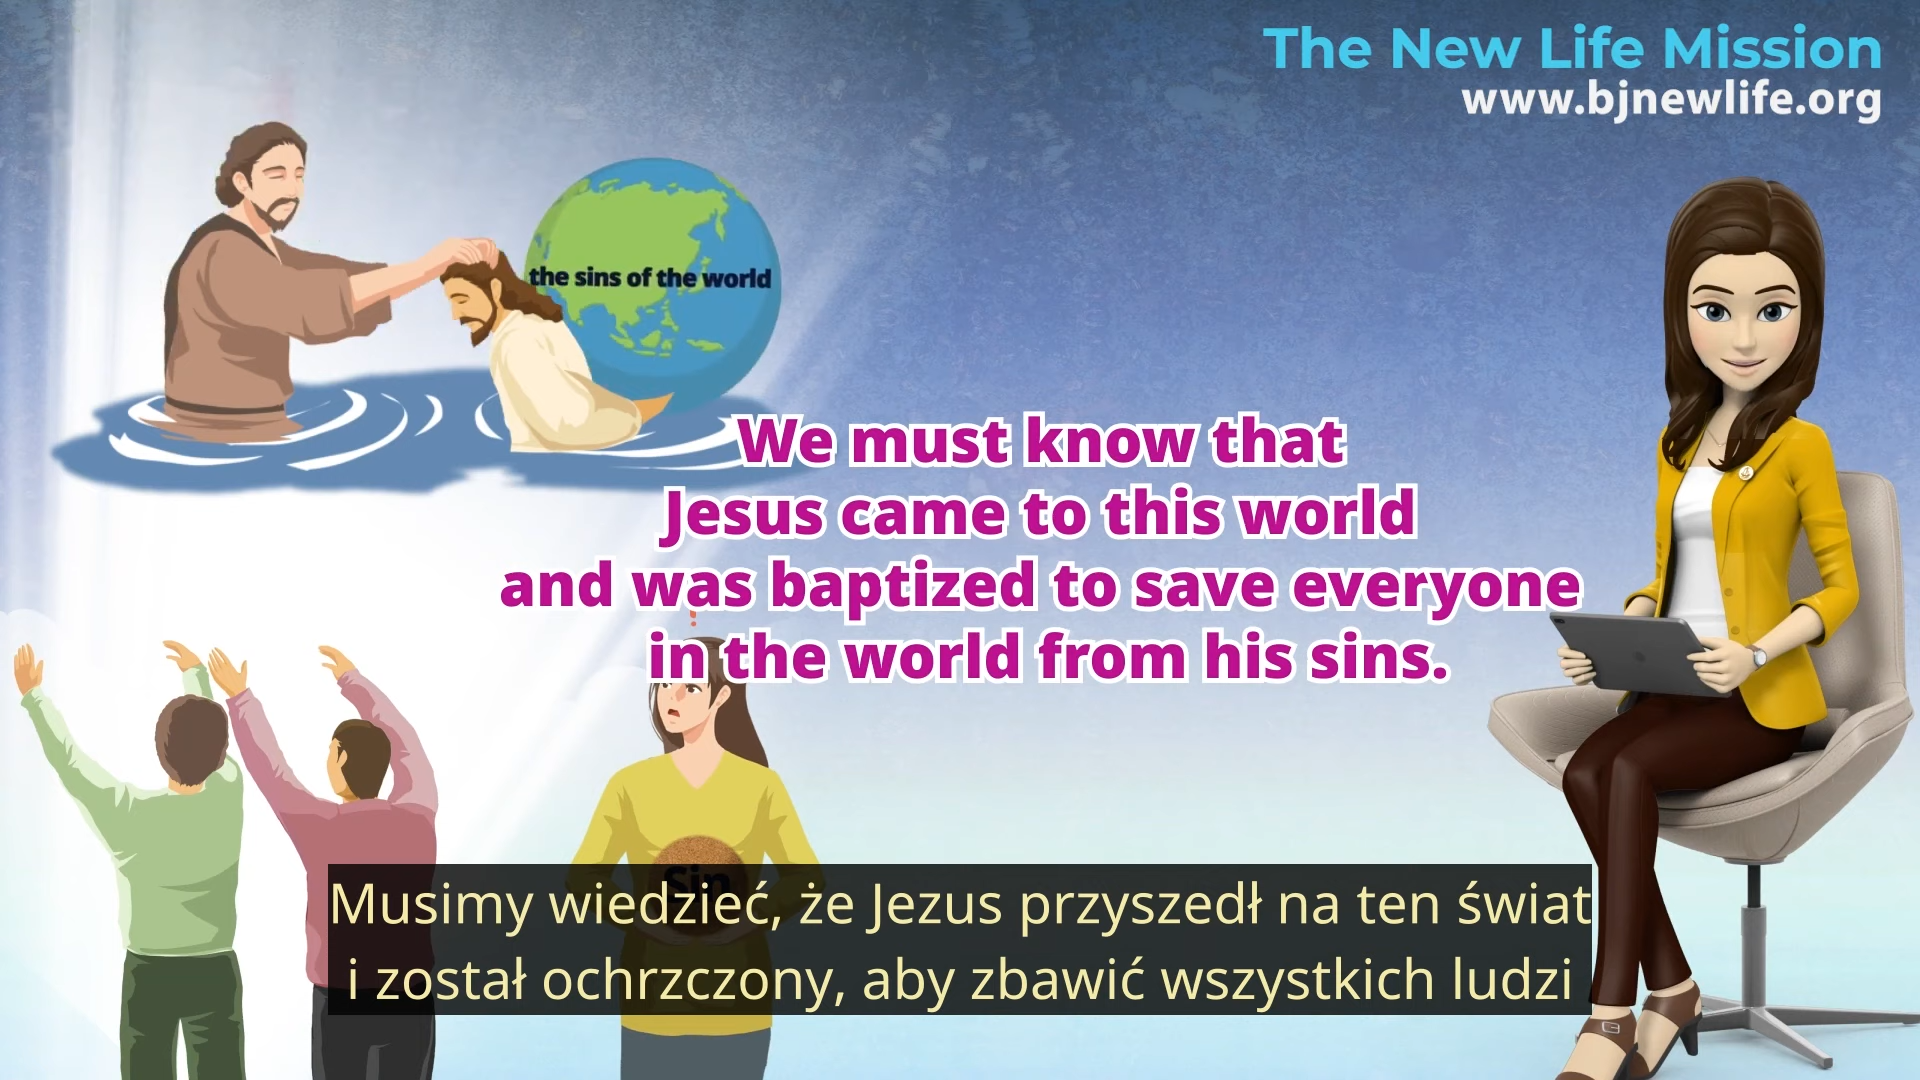 The New Life Mission
www.bjnewlife.org
the sins of the world
We must know that
Jesus came to this world
and was baptized to save everyone
in the world from his sins.
Sin
Musimy wiedzieć, że Jezus przyszedł na ten świat
i został ochrzczony, aby zbawić wszystkich ludzi